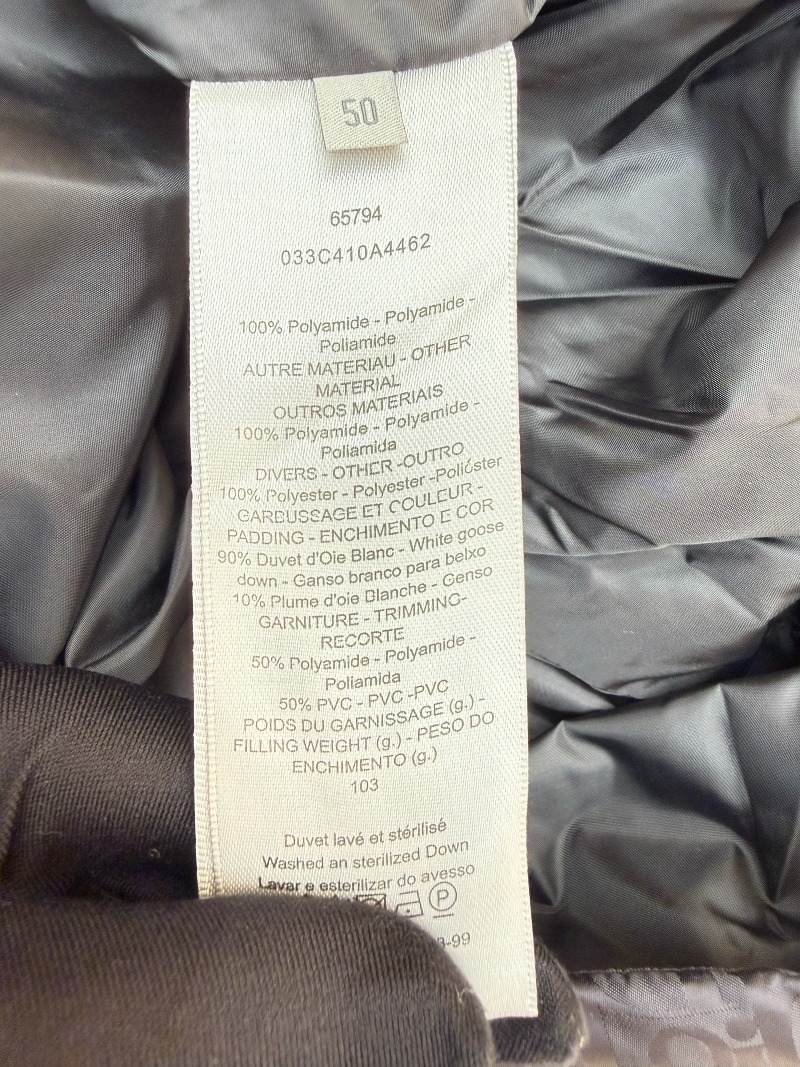 50
65794
033C410A4462
100% Polyamide - Polyamide -
Poliamide
AUTRE MATERIAU - OTHER
MATERIAL
OUTROS MATERIAIS
100% Polyamide - Polyamide -
Poliamida
DIVERS - OTHER -OUTRO
100% Polyester - Polyester -Poliéster
GARBUSSAGE ET COULEUR -
PADDING - ENCHIMENTO E COR
90% Duvet d'Oie Blanc - White goose
down - Ganso branco para belxo
10% Plume d'oie Blanche - Genso
GARNITURE - TRIMMING-
RECORTE
50% Polyamide - Polyamide -
Poliamida
50% PVC - PVC -PVC
POIDS DU GARNISSAGE (g.) -
FILLING WEIGHT (g.) - PESO DO
ENCHIMENTO (g.)
103
Duvet lavé et stérilisé
Washed an sterilized Down
Lavar e esterilizar do avesso
P
-99